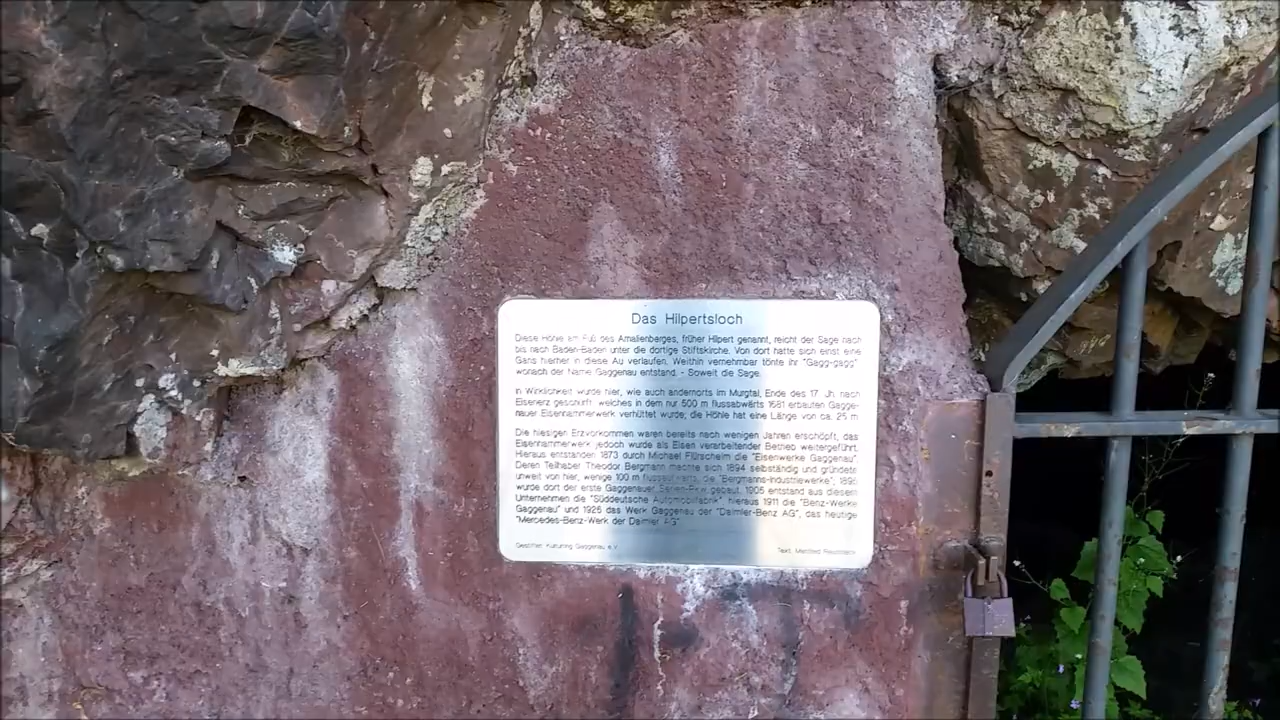 Das Hilpertsloch
Diese Höhle am Fuß des Amalienberges, früher Hilpert genannt, reicht der Sage nach
bis nach Baden-Baden unter die dortige Stiftskirche. Von dort hatte sich einst eine
Gans hierher in diese Au verlaufen. Weithin vernehmbar tönte ihr "Gagg-gagg"
wonach der Name Gaggenau entstand. - Soweit die Sage.
In Wirklichkeit wurde hier, wie auch andernorts im Murgtal, Ende des 17. Jh. nach
Eisenerz geschürft, welches in dem nur 500 m flussabwärts 1681 erbauten Gagge-
nauer Eisenhammerwerk verhüttet wurde; die Höhle hat eine Länge von ca. 25 m
Die hiesigen Erzvorkommen waren bereits nach wenigen Jahren erschöpft, das
Eisenhammerwerk jedoch wurde als Eisen verarbeitender Betrieb weitergeführt.
Hieraus entstanden 1873 durch Michael Flürscheim die "Eisenwerke Gaggenau".
Deren Teilhaber Theodor Bergmann machte sich 1894 selbständig und gründete
unweit von hier, wenige 100 m flussaufwärts, die "Bergmanns-Industriewerke"; 1895
wurde dort der erste Gaggenauer Serien-Pkw gebaut. 1905 entstand aus diesem
Unternehmen die "Süddeutsche Automobilfabrik" hieraus 1911 die "Benz-Werke
Gaggenau" und 1926 das Werk Gaggenau der "Daimler-Benz AG", das heutige
"Mercedes-Benz-Werk der Daimler AG"
Gestiftet: Kulturring Gaggenau e.V.
Text: Manfred